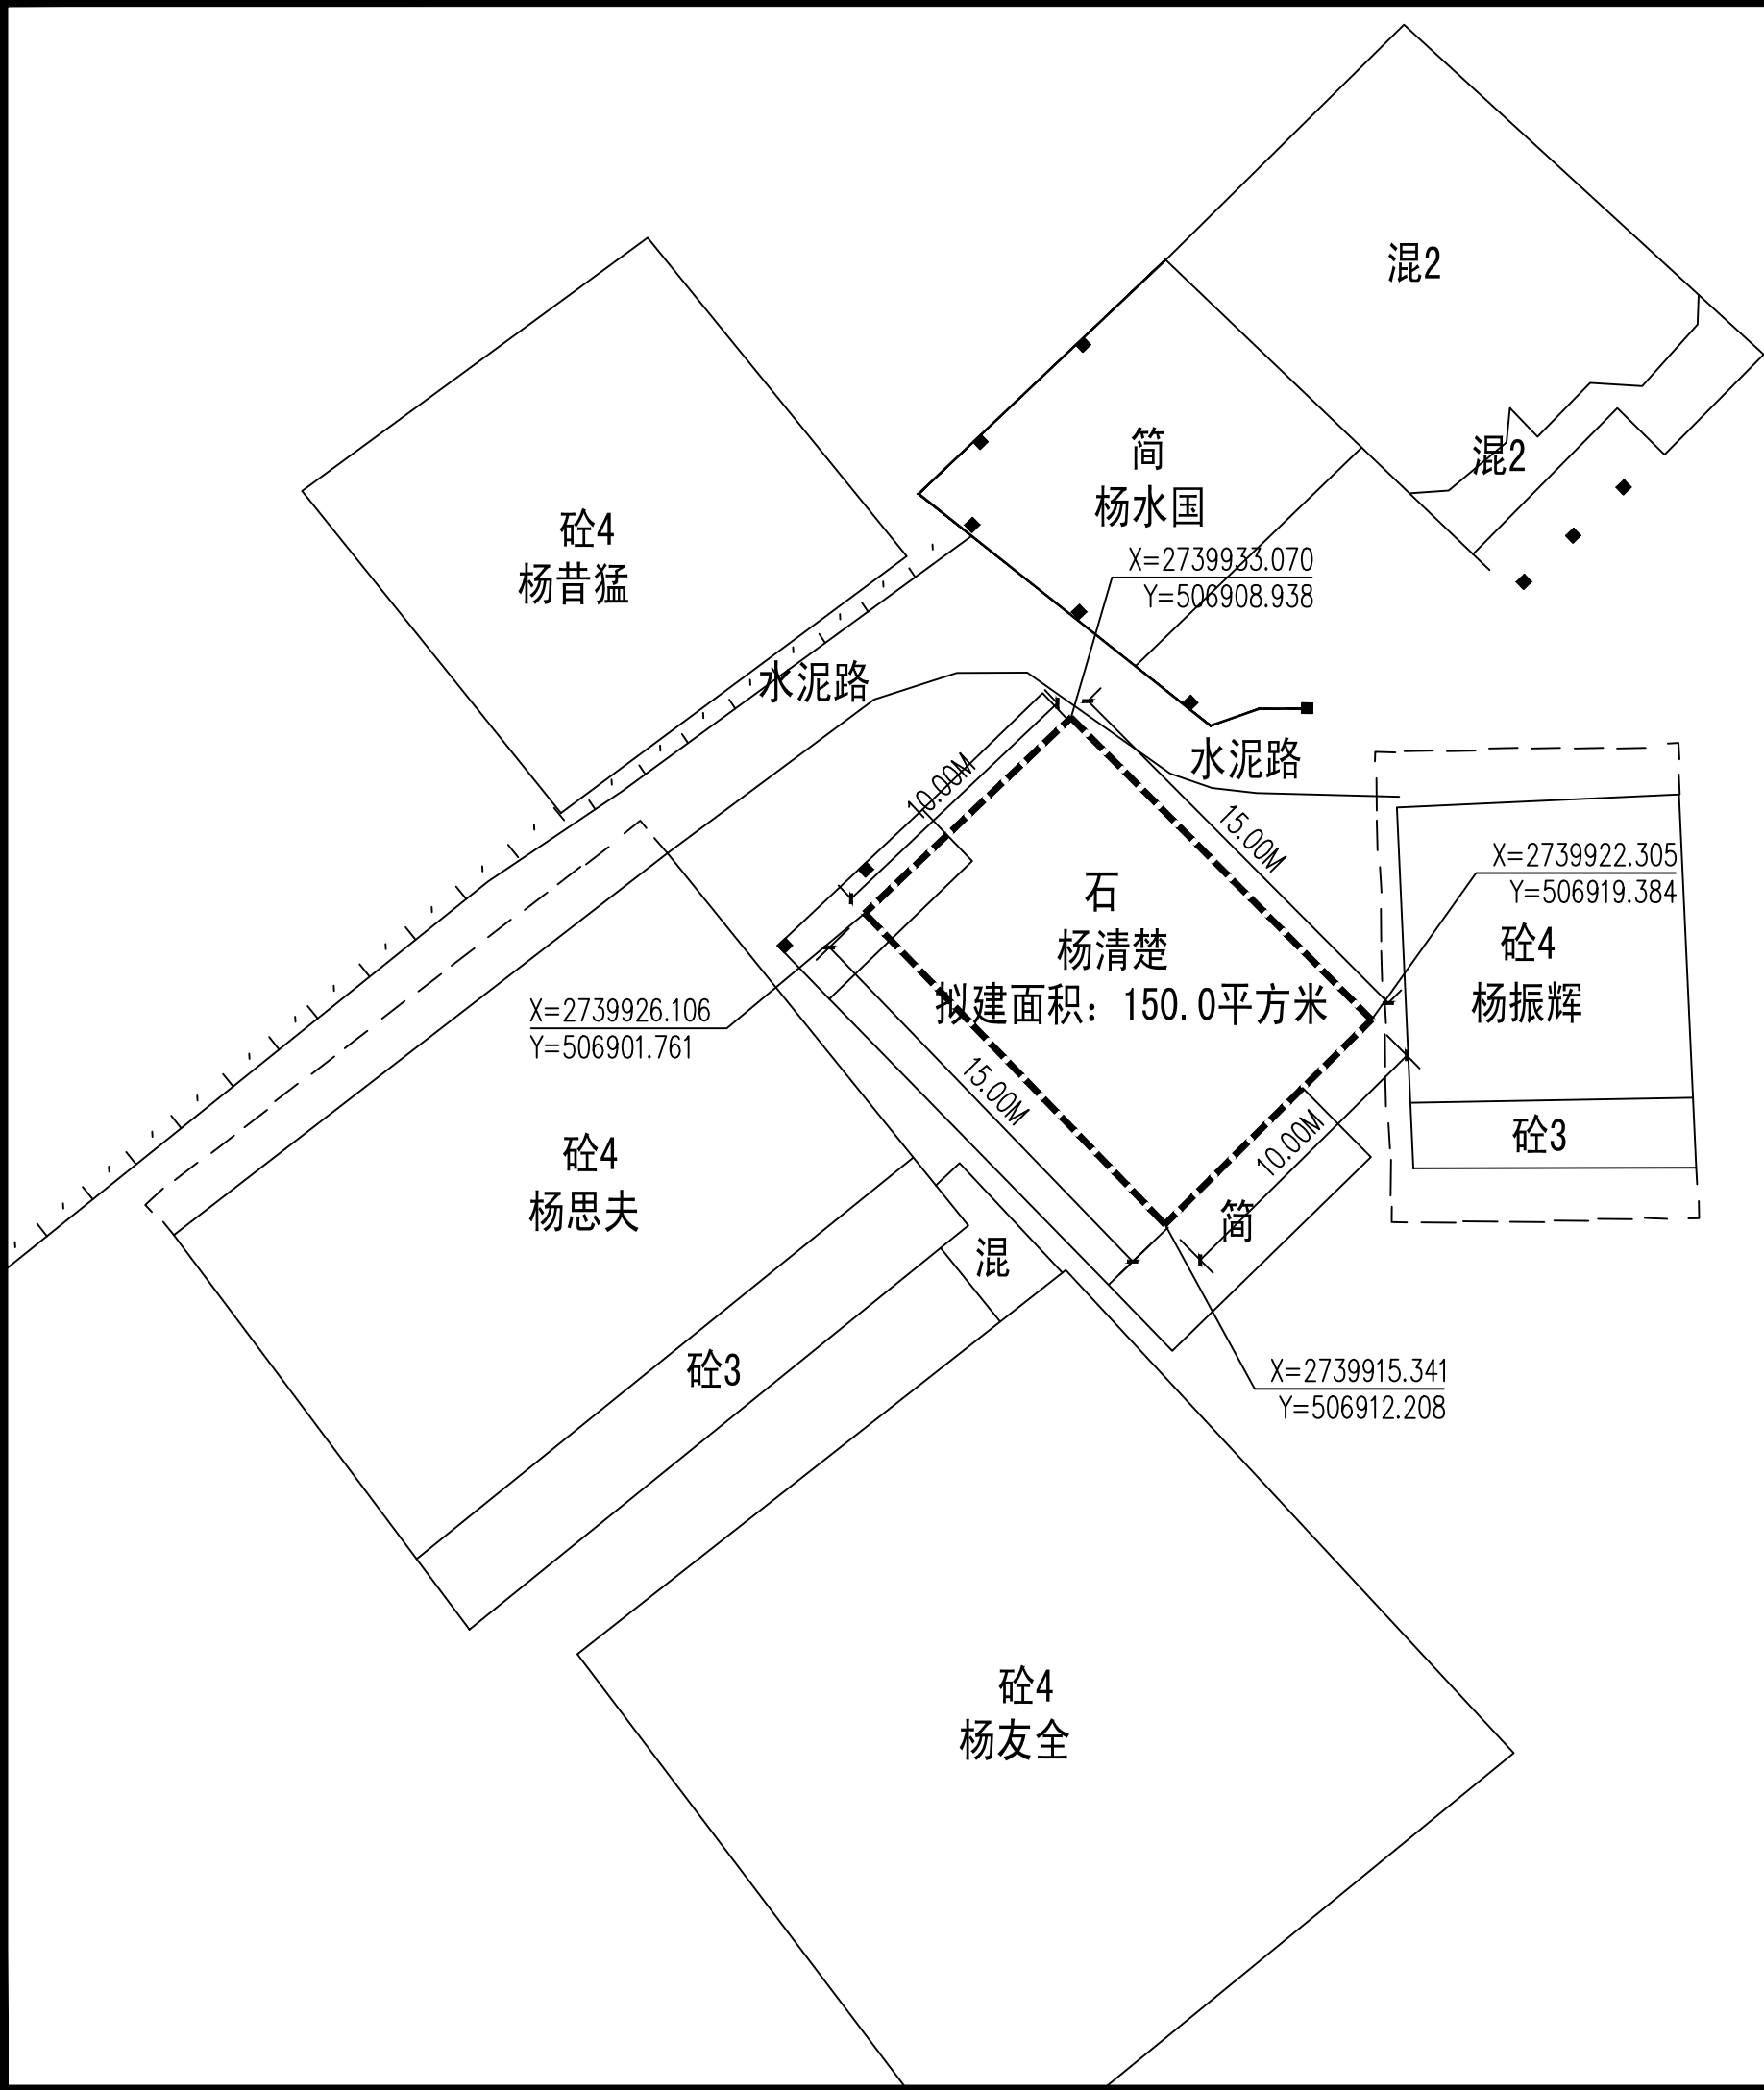 混2
混2
简
杨水国
砼4
杨昔猛
X=2739933.070
Y=506908.938
水泥路
水泥路
10.00M
15.00M
X=2739922.305
Y=506919.384
石
杨清楚
拟建面积：150.0平方米
砼4
杨振辉
X=2739926.106
Y=506901.761
15.00M
10.00M
砼3
砼4
杨思夫
简
混
砼3
X=2739915.341
Y=506912.208
砼4
杨友全